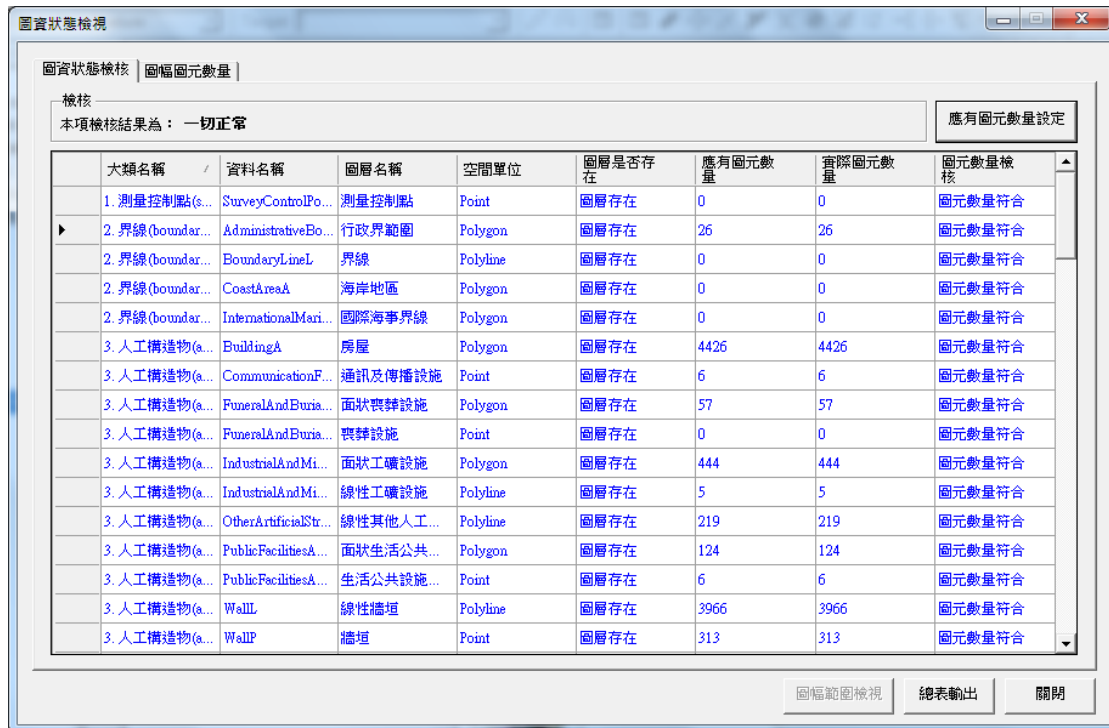 圖資狀態檢視
圖資狀態檢核 圖幅圖元數量
檢核
本項檢核結果為： 一切正常
應有圖元數量設定
大類名稱 / 資料名稱 圖層名稱 空間單位 圖層是否存在 應有圖元數量 實際圖元數量 圖元數量檢核
1. 測量控制點(s... SurveyControlPo... 測量控制點 Point 圖層存在 0 0 圖元數量符合
2. 界線(boundar... AdministrativeBo... 行政界範圍 Polygon 圖層存在 26 26 圖元數量符合
2. 界線(boundar... BoundaryLineL 界線 Polyline 圖層存在 0 0 圖元數量符合
2. 界線(boundar... CoastAreaA 海岸地區 Polygon 圖層存在 0 0 圖元數量符合
2. 界線(boundar... InternationalMari... 國際海事界線 Polygon 圖層存在 0 0 圖元數量符合
3. 人工構造物(a... BuildingA 房屋 Polygon 圖層存在 4426 4426 圖元數量符合
3. 人工構造物(a... CommunicationF... 通訊及傳播設施 Point 圖層存在 6 6 圖元數量符合
3. 人工構造物(a... FuneralAndBuria... 面狀喪葬設施 Polygon 圖層存在 57 57 圖元數量符合
3. 人工構造物(a... FuneralAndBuria... 喪葬設施 Point 圖層存在 0 0 圖元數量符合
3. 人工構造物(a... IndustrialAndMi... 面狀工礦設施 Polygon 圖層存在 444 444 圖元數量符合
3. 人工構造物(a... IndustrialAndMi... 線性工礦設施 Polyline 圖層存在 5 5 圖元數量符合
3. 人工構造物(a... OtherArtificialStr... 線性其他人工... Polyline 圖層存在 219 219 圖元數量符合
3. 人工構造物(a... PublicFacilitiesA... 面狀生活公共... Polygon 圖層存在 124 124 圖元數量符合
3. 人工構造物(a... PublicFacilitiesA... 生活公共設施... Point 圖層存在 6 6 圖元數量符合
3. 人工構造物(a... WallL 線性牆垣 Polyline 圖層存在 3966 3966 圖元數量符合
3. 人工構造物(a... WallP 牆垣 Point 圖層存在 313 313 圖元數量符合
圖幅範圍檢視 總表輸出 關閉